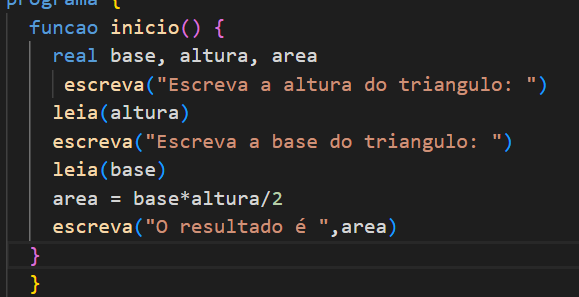 programa {
funcao inicio() {
real base, altura, area
escreva("Escreva a altura do triangulo: ")
leia(altura)
escreva("Escreva a base do triangulo: ")
leia(base)
area = base*altura/2
escreva("O resultado é ",area)
}
}